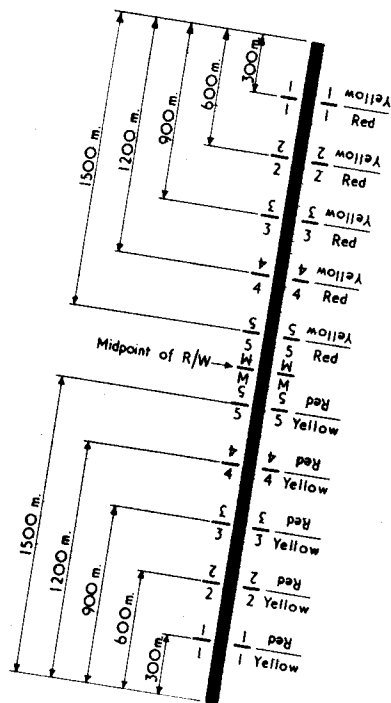 300 m.
600 m.
900 m.
1200 m.
1500 m.
1 1 Yellow
1 1 Red
2 2 Yellow
2 2 Red
3 3 Yellow
3 3 Red
4 4 Yellow
4 4 Red
5 5 Yellow
5 5 Red
Midpoint of R/W
M M
M M
5 5 Red
5 5 Yellow
4 4 Red
4 4 Yellow
3 3 Red
3 3 Yellow
2 2 Red
2 2 Yellow
1 1 Red
1 1 Yellow
1500 m.
1200 m.
900 m.
600 m.
300 m.